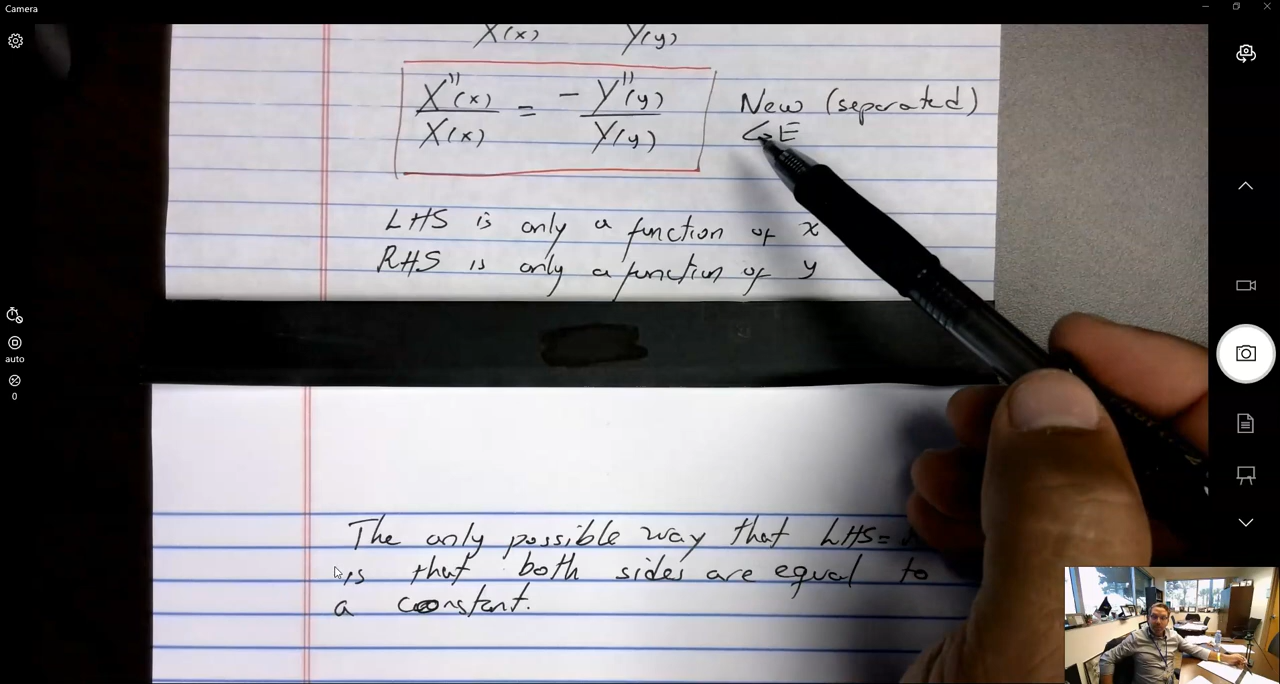 Camera
X(x) Y(y)
X''(x) / X(x) = - Y''(y) / Y(y)
New (separated)
GE
LHS is only a function of x
RHS is only a function of y
auto
0
The only possible way that LHS=
is that both sides are equal to
a constant.